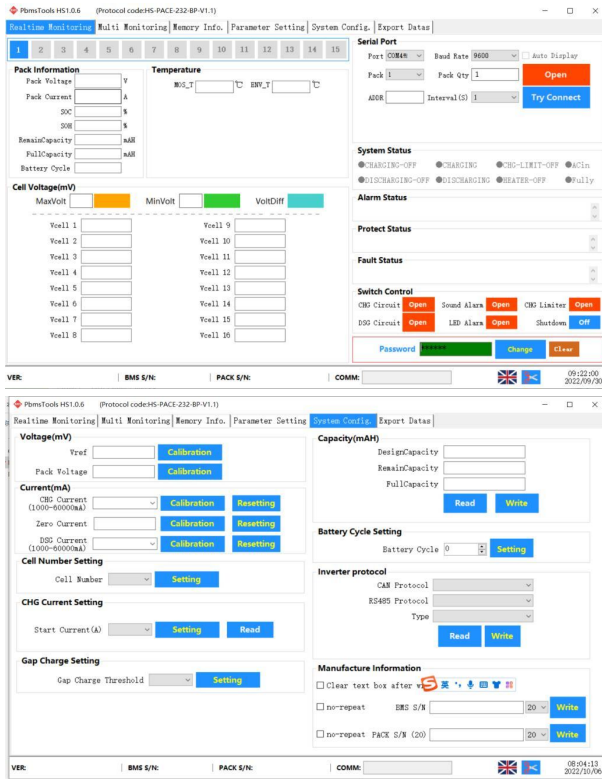 PbmsTools HS1.0.6 (Protocol code:HS-PACE-232-BP-V1.1)
Realtime Monitoring Multi Monitoring Memory Info. Parameter Setting System Config. Export Datas
1 2 3 4 5 6 7 8 9 10 11 12 13 14 15
Pack Information
Pack Voltage V
Pack Current A
SOC %
SOH %
RemainCapacity mAH
FullCapacity mAH
Battery Cycle
Temperature
MOS_T ℃ ENV_T ℃
Cell Voltage(mV)
MaxVolt MinVolt VoltDiff
Vcell 1 Vcell 9
Vcell 2 Vcell 10
Vcell 3 Vcell 11
Vcell 4 Vcell 12
Vcell 5 Vcell 13
Vcell 6 Vcell 14
Vcell 7 Vcell 15
Vcell 8 Vcell 16
Serial Port
Port Baud Rate 9600 Auto Display
Pack 1 Pack Qty 1 Open
ADDR Interval(S) 1 Try Connect
System Status
CHARGING-OFF CHARGING CHG-LIMIT-OFF ACin
DISCHARGING-OFF DISCHARGING HEATER-OFF Fully
Alarm Status
Protect Status
Fault Status
Switch Control
CHG Circuit Open Sound Alarm Open CHG Limiter Open
DSG Circuit Open LED Alarm Open Shutdown Off
Password ****** Change Clear
VER: BMS S/N: PACK S/N: COMM: 09:22:00
2022/09/30
PbmsTools HS1.0.6 (Protocol code:HS-PACE-232-BP-V1.1)
Realtime Monitoring Multi Monitoring Memory Info. Parameter Setting System Config. Export Datas
Voltage(mV)
Vref Calibration
Pack Voltage Calibration
Current(mA)
CHG Current
(1000-60000mA) Calibration Resetting
Zero Current Calibration Resetting
DSG Current
(1000-60000mA) Calibration Resetting
Cell Number Setting
Cell Number Setting
CHG Current Setting
Start Current(A) Setting Read
Gap Charge Setting
Gap Charge Threshold Setting
Capacity(mAH)
DesignCapacity
RemainCapacity
FullCapacity
Read Write
Battery Cycle Setting
Battery Cycle 0 Setting
Inverter protocol
CAN Protocol
RS485 Protocol
Type
Read Write
Manufacture Information
Clear text box after 英
no-repeat BMS S/N 20 Write
no-repeat PACK S/N (20) 20 Write
VER: BMS S/N: PACK S/N: COMM: 08:04:13
2022/10/06